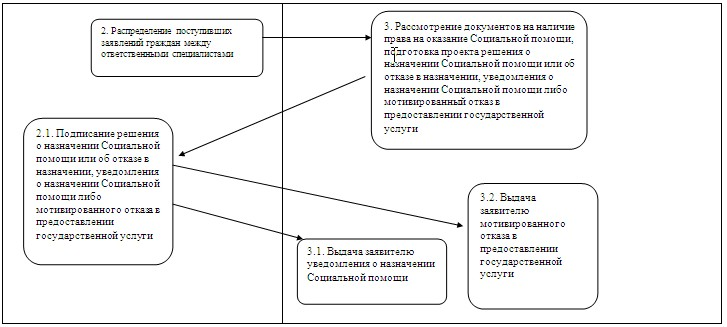 2. Распределение поступивших
заявлений граждан между
ответственными специалистами
3. Рассмотрение документов на наличие
права на оказание Социальной помощи,
подготовка проекта решения о
назначении Социальной помощи или об
отказе в назначении, уведомления о
назначении Социальной помощи либо
мотивированный отказ в
предоставлении государственной
услуги
2.1. Подписание решения
о назначении Социальной
помощи или об отказе в
назначении, уведомления
о назначении Социальной
помощи либо
мотивированного отказа в
предоставлении
государственной услуги
3.2. Выдача
заявителю
мотивированного
отказа в
предоставлении
государственной
услуги
3.1. Выдача заявителю
уведомления о назначении
Социальной помощи